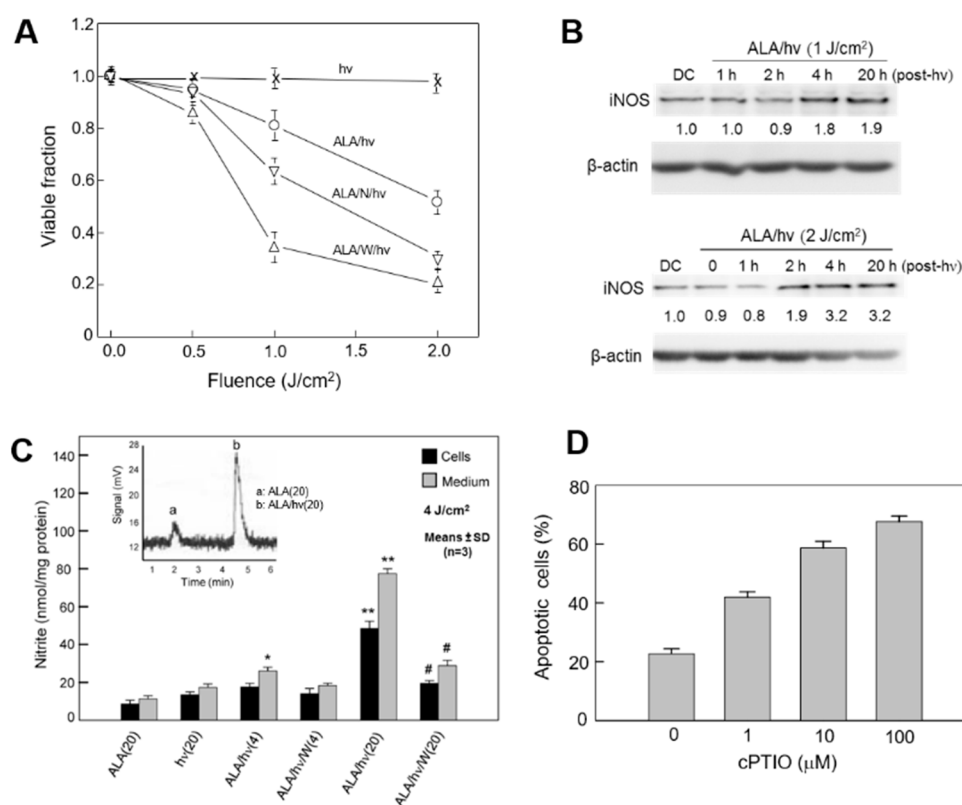 A
1.2
1.0
0.8
0.6
0.4
0.2
0
Viable fraction
hν
ALA/hν
ALA/N/hν
ALA/W/hν
0.0 0.5 1.0 1.5 2.0
Fluence (J/cm²)
B
ALA/hν (1 J/cm²)
DC 1 h 2 h 4 h 20 h (post-hν)
iNOS
1.0 1.0 0.9 1.8 1.9
β-actin
ALA/hν (2 J/cm²)
DC 0 1 h 2 h 4 h 20 h (post-hν)
iNOS
1.0 0.9 0.8 1.9 3.2 3.2
β-actin
C
140
120
100
80
60
40
20
0
Nitrite (nmol/mg protein)
28
24
20
16
12
Signal (mV)
a
b
a: ALA(20)
b: ALA/hν(20)
1 2 3 4 5 6
Time (min)
Cells
Medium
4 J/cm²
Means ± SD
(n=3)
*
**
**
#
#
ALA(20)
hν(20)
ALA/hν(4)
ALA/hν/W(4)
ALA/hν(20)
ALA/hν/W(20)
D
80
60
40
20
0
Apoptotic cells (%)
0 1 10 100
cPTIO (μM)